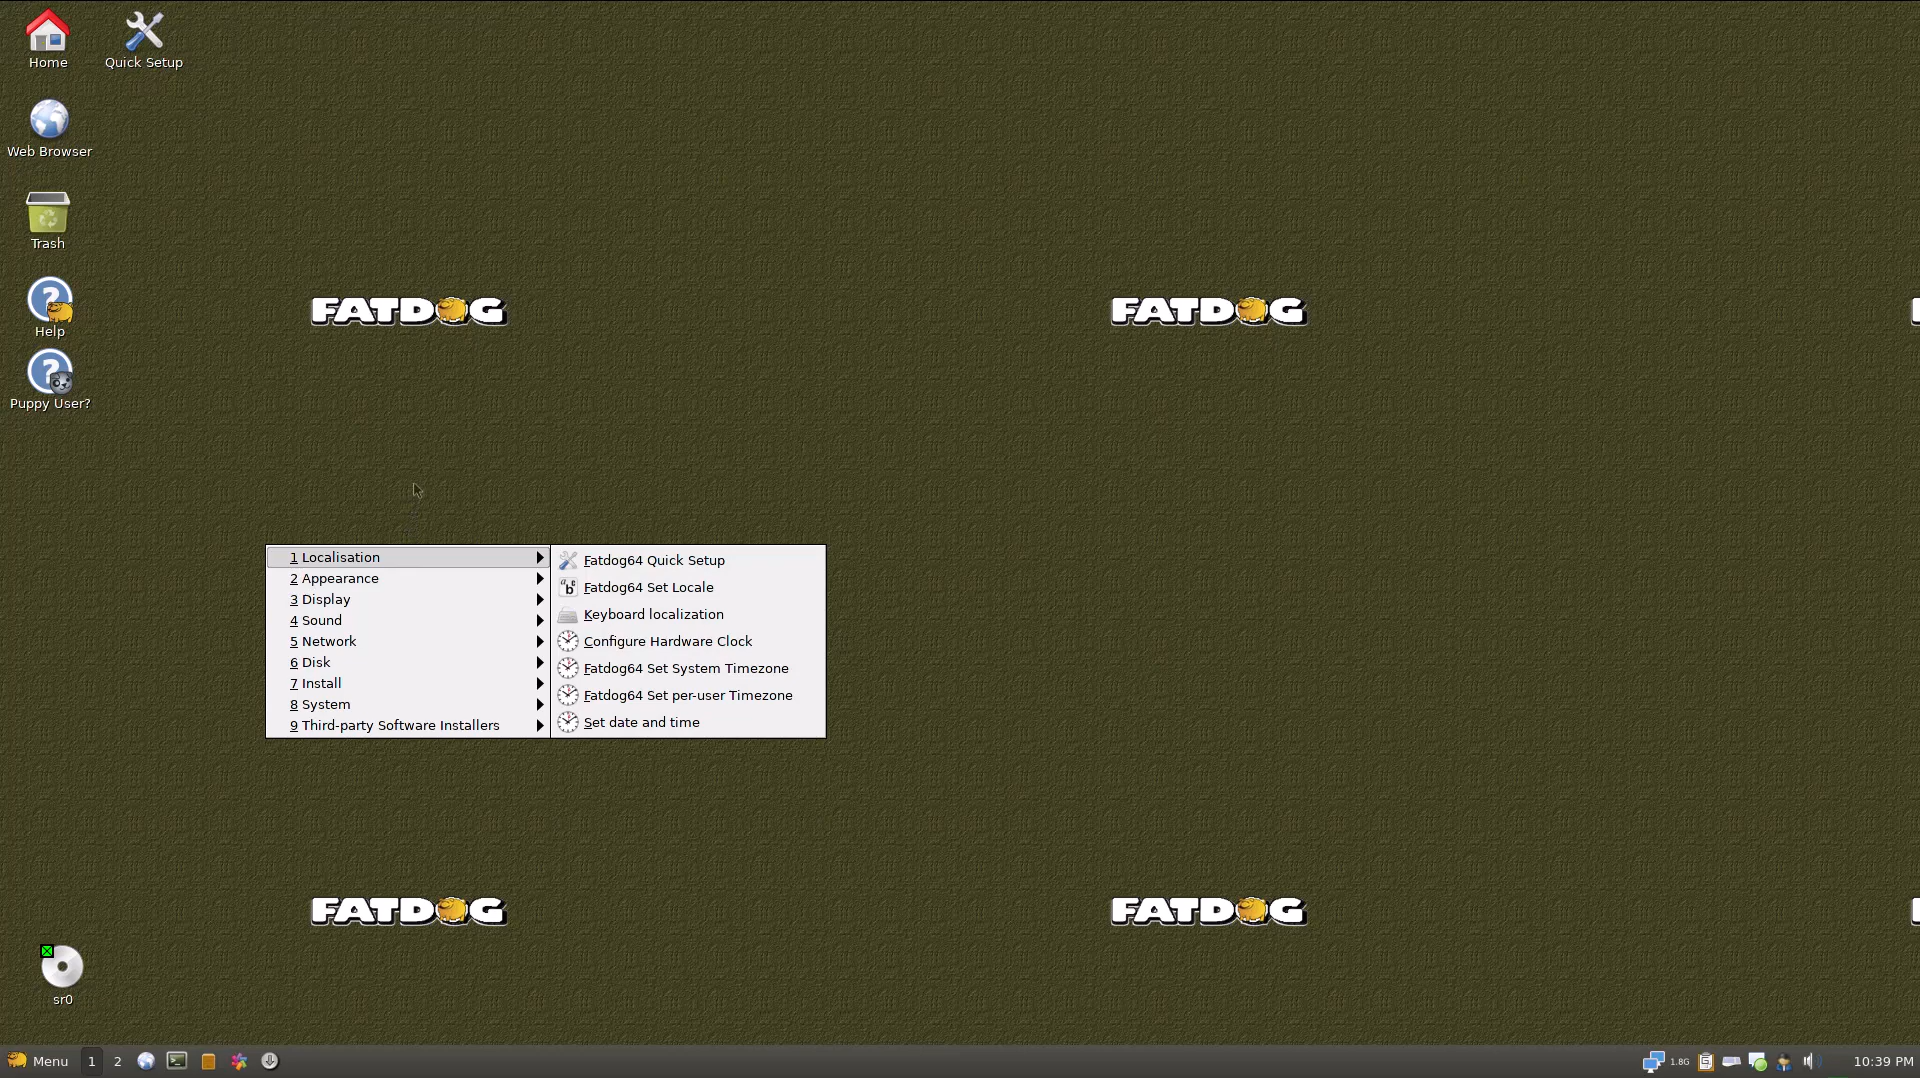 Home
Quick Setup
Web Browser
Trash
Help
Puppy User?
FATDOG
FATDOG
1 Localisation
2 Appearance
3 Display
4 Sound
5 Network
6 Disk
7 Install
8 System
9 Third-party Software Installers
Fatdog64 Quick Setup
Fatdog64 Set Locale
Keyboard localization
Configure Hardware Clock
Fatdog64 Set System Timezone
Fatdog64 Set per-user Timezone
Set date and time
FATDOG
FATDOG
sr0
Menu 1 2 1.8G 10:39 PM